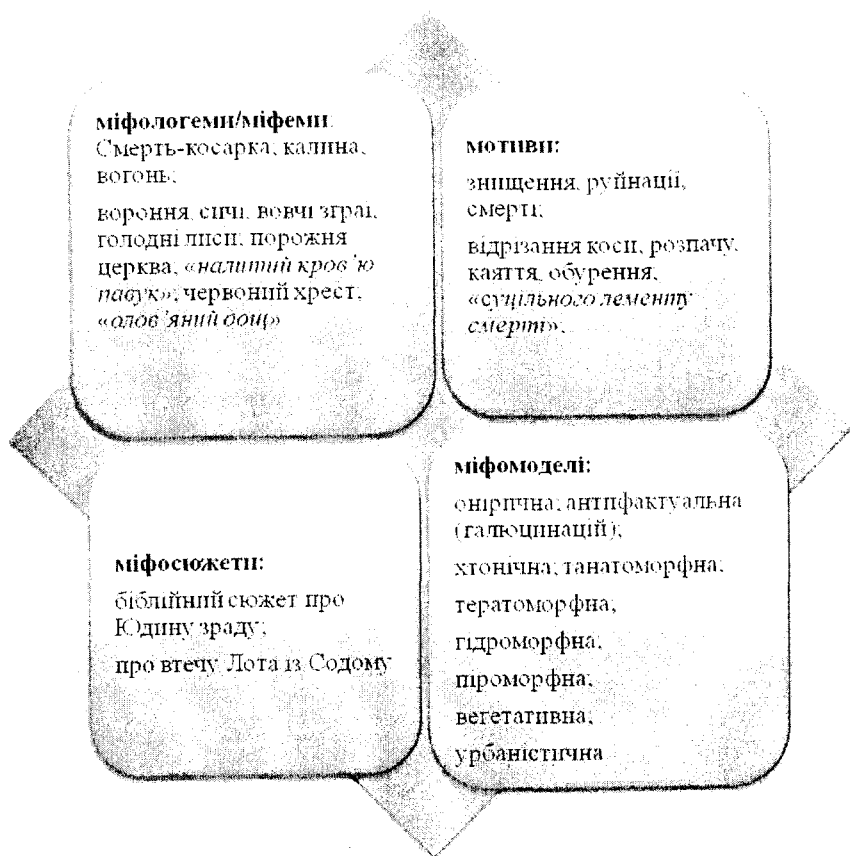 міфологеми/міфеми:
Смерть-косарка; калина;
вогонь;
вороння, сичі, вовчі зграї,
голодні лиси; порожня
церква; «налитий кров'ю
павук»; червоний хрест;
«олов'яний дощ»
мотиви:
знищення, руйнації,
смерті;
відрізання коси, розпачу,
каяття, обурення,
«суцільного лементу
смерті»;
міфосюжети:
біблійний сюжет про
Юдину зраду;
про втечу Лота із Содому
міфомоделі:
онірична; антифактуальна
(галюцинацій);
хтонічна; танатоморфна;
тератоморфна;
гідроморфна;
піроморфна;
вегетативна;
урбаністична